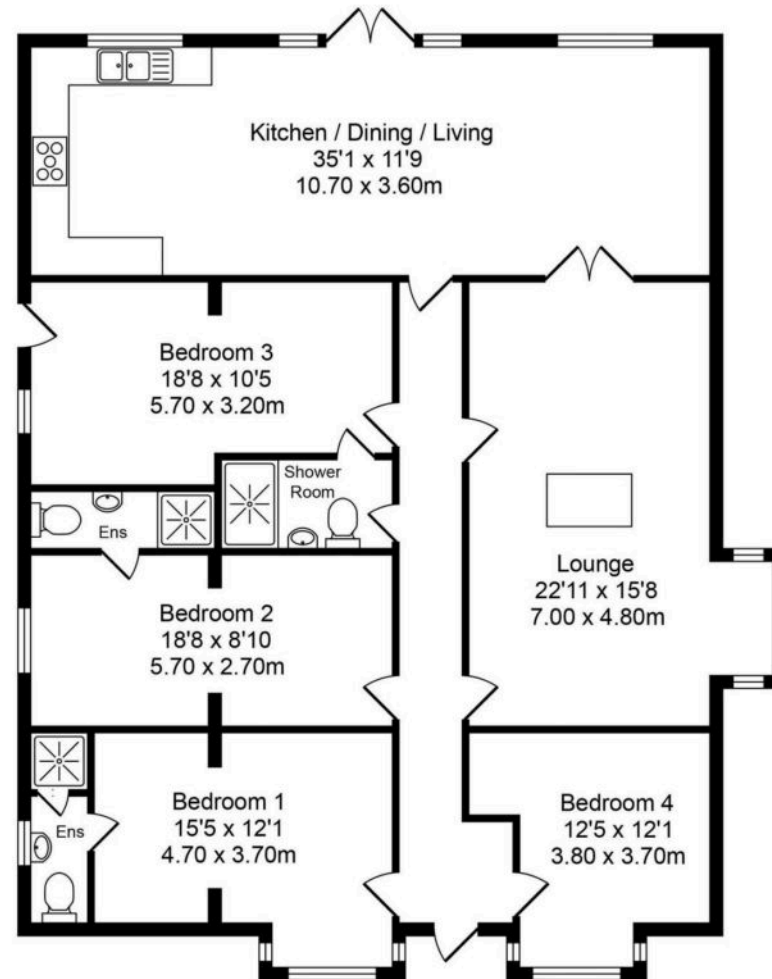 Kitchen / Dining / Living
35'1 x 11'9
10.70 x 3.60m
Bedroom 3
18'8 x 10'5
5.70 x 3.20m
Shower
Room
Ens
Lounge
22'11 x 15'8
7.00 x 4.80m
Bedroom 2
18'8 x 8'10
5.70 x 2.70m
Bedroom 1
15'5 x 12'1
4.70 x 3.70m
Ens
Bedroom 4
12'5 x 12'1
3.80 x 3.70m